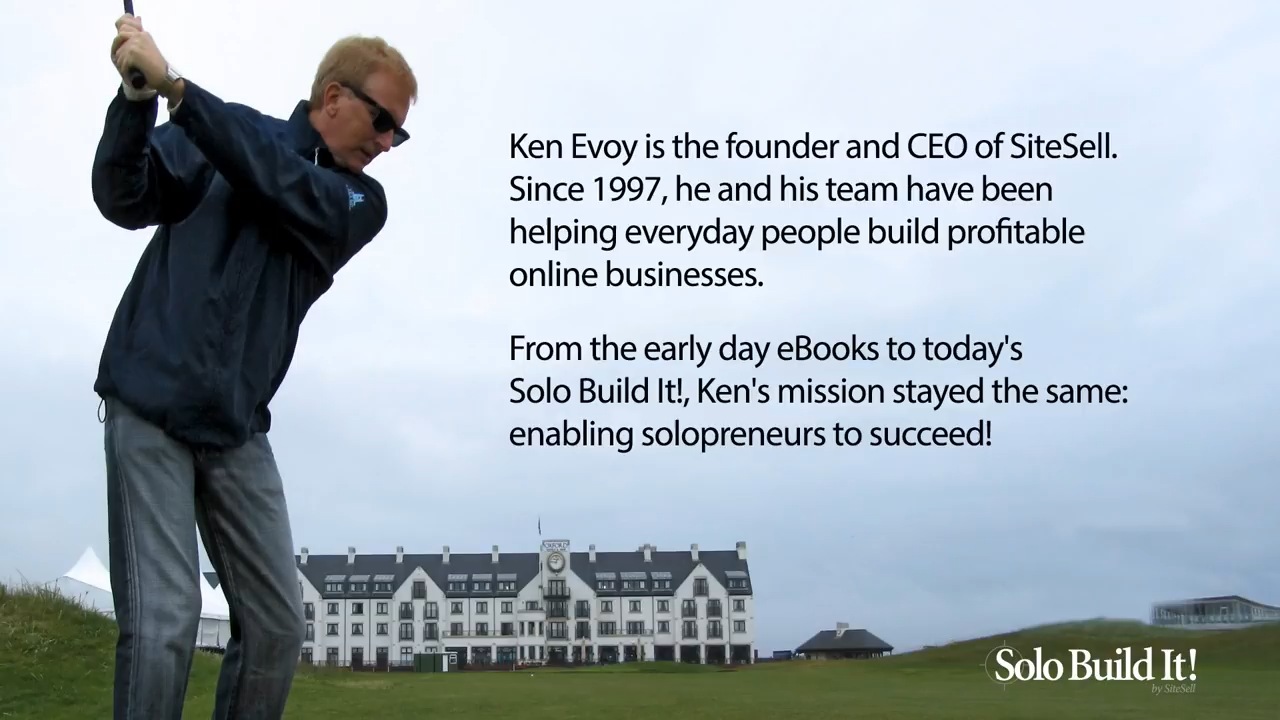 Ken Evoy is the founder and CEO of SiteSell.
Since 1997, he and his team have been
helping everyday people build profitable
online businesses.
From the early day eBooks to today's
Solo Build It!, Ken's mission stayed the same:
enabling solopreneurs to succeed!
Solo Build It!
by SiteSell